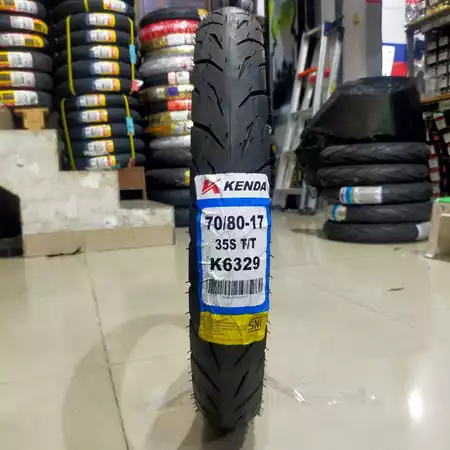 KENDA
70/80-17
35S T/T
K6329
SNI